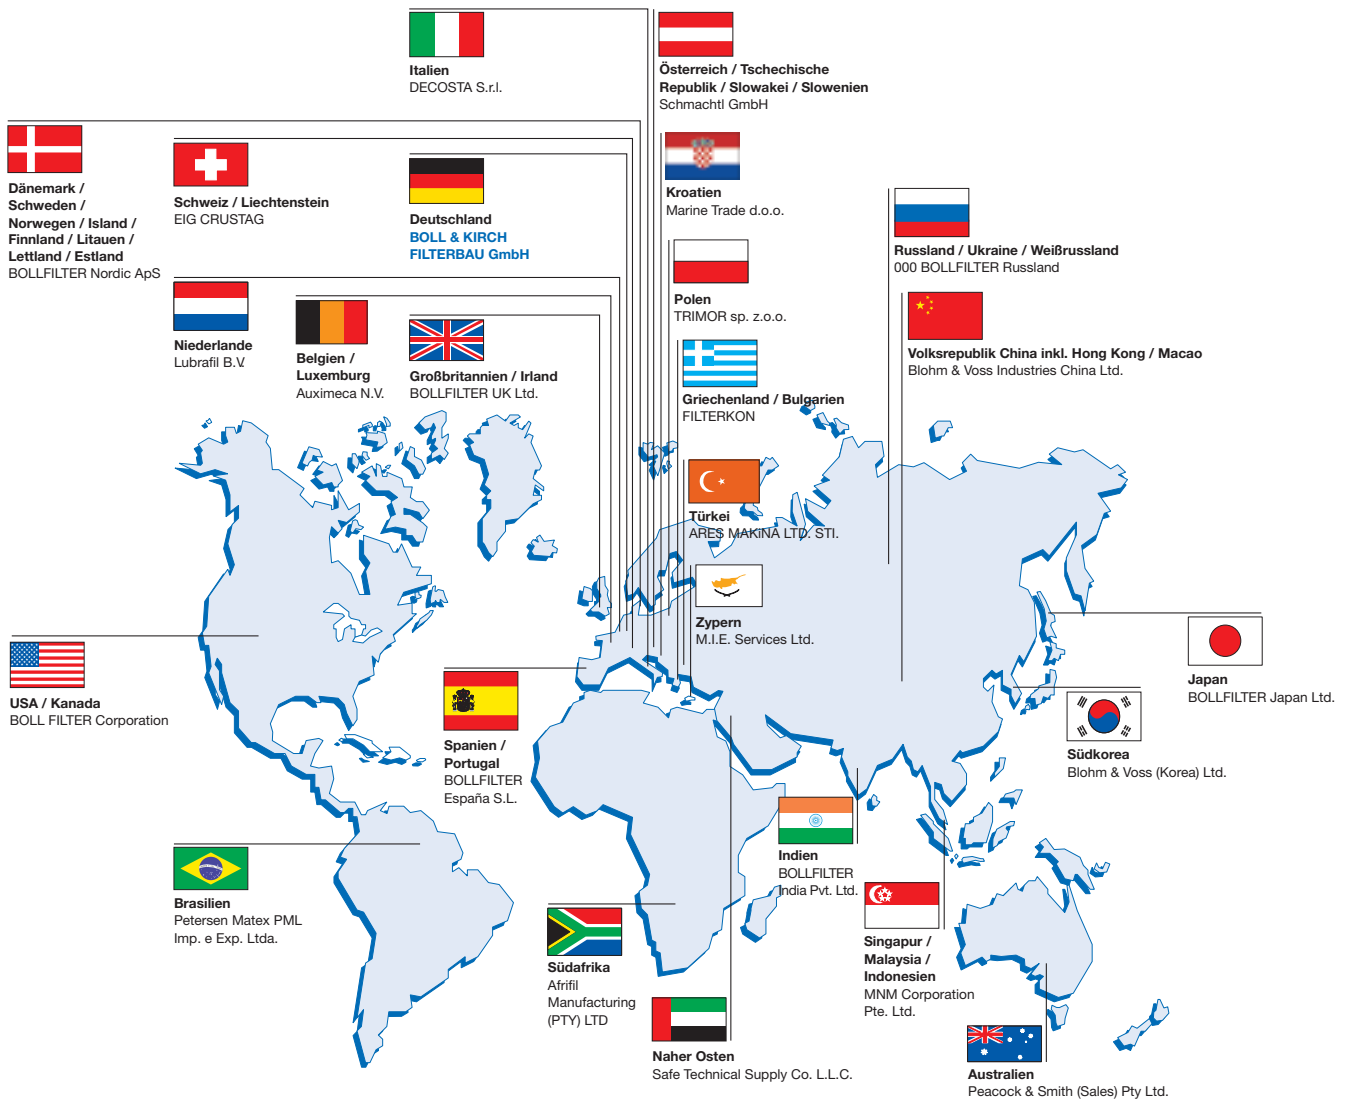 Italien
DECOSTA S.r.l.
Österreich / Tschechische
Republik / Slowakei / Slowenien
Schmachtl GmbH
Dänemark /
Schweden /
Norwegen / Island /
Finnland / Litauen /
Lettland / Estland
BOLLFILTER Nordic ApS
Schweiz / Liechtenstein
EIG CRUSTAG
Deutschland
BOLL & KIRCH
FILTERBAU GmbH
Kroatien
Marine Trade d.o.o.
Russland / Ukraine / Weißrussland
000 BOLLFILTER Russland
Polen
TRIMOR sp. z.o.o.
Niederlande
Lubrafil B.V.
Belgien /
Luxemburg
Auximeca N.V.
Großbritannien / Irland
BOLLFILTER UK Ltd.
Volksrepublik China inkl. Hong Kong / Macao
Blohm & Voss Industries China Ltd.
Griechenland / Bulgarien
FILTERKON
Türkei
ARES MAKiNA LTD. STI.
Zypern
M.I.E. Services Ltd.
USA / Kanada
BOLL FILTER Corporation
Spanien /
Portugal
BOLLFILTER
España S.L.
Japan
BOLLFILTER Japan Ltd.
Südkorea
Blohm & Voss (Korea) Ltd.
Indien
BOLLFILTER
India Pvt. Ltd.
Brasilien
Petersen Matex PML
Imp. e Exp. Ltda.
Südafrika
Afrifil
Manufacturing
(PTY) LTD
Singapur /
Malaysia /
Indonesien
MNM Corporation
Pte. Ltd.
Naher Osten
Safe Technical Supply Co. L.L.C.
Australien
Peacock & Smith (Sales) Pty Ltd.